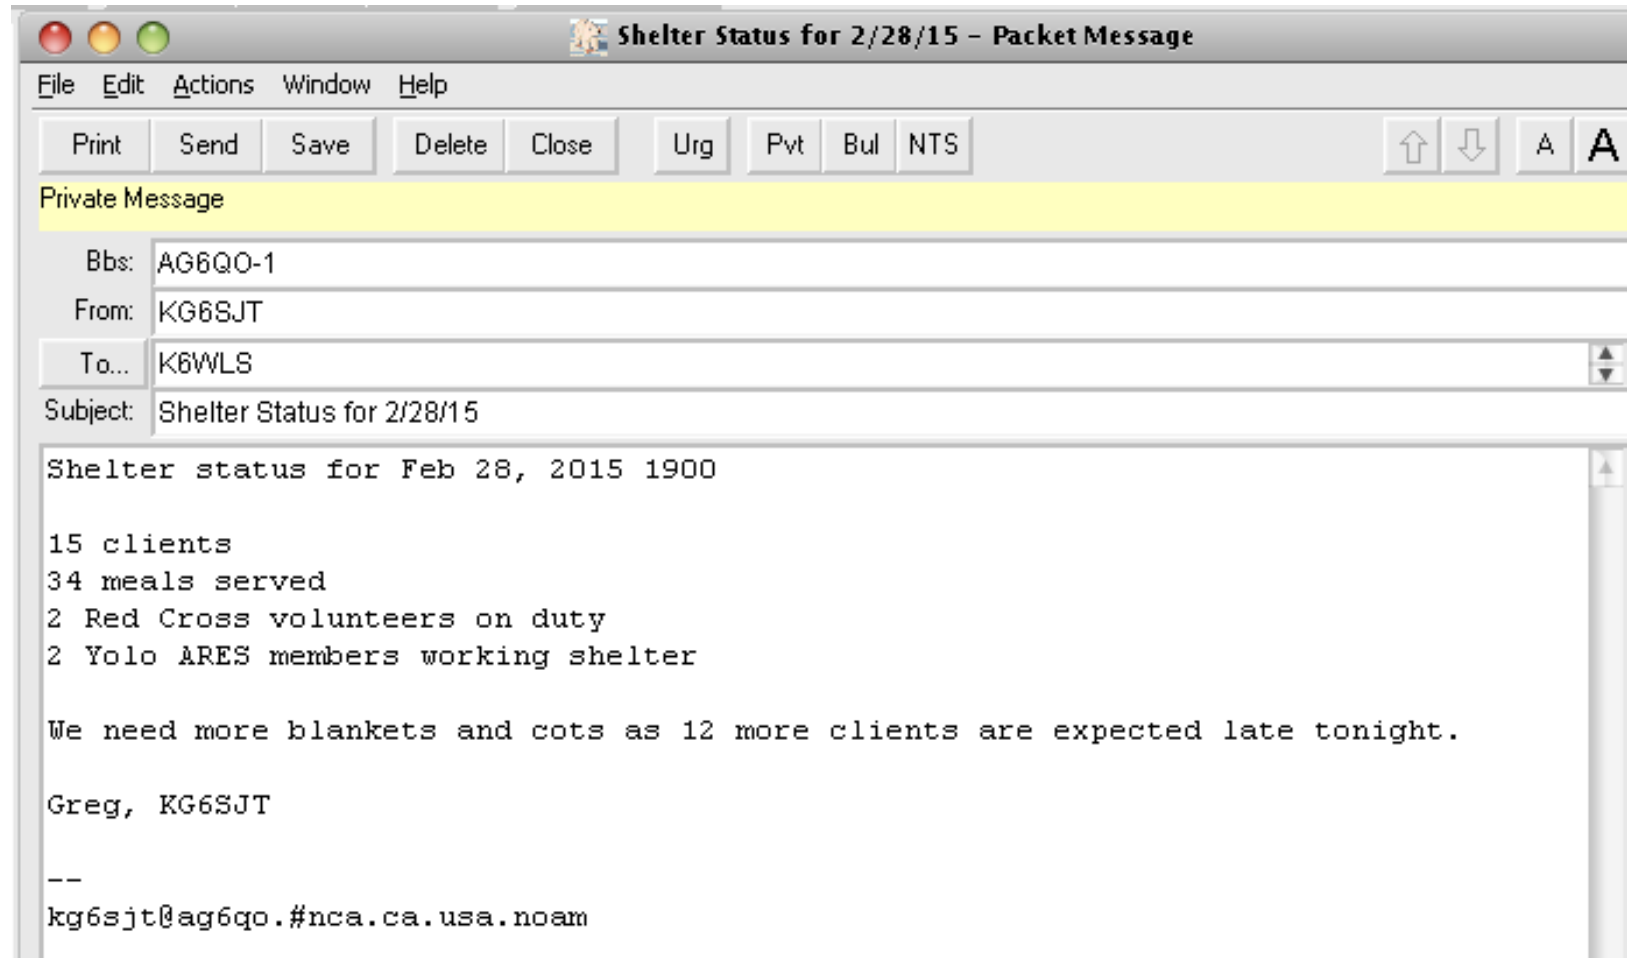 Shelter Status for 2/28/15 – Packet Message
File Edit Actions Window Help
Print Send Save Delete Close Urg Pvt Bul NTS A A
Private Message
Bbs: AG6QO-1
From: KG6SJT
To... K6WLS
Subject: Shelter Status for 2/28/15
Shelter status for Feb 28, 2015 1900
15 clients
34 meals served
2 Red Cross volunteers on duty
2 Yolo ARES members working shelter
We need more blankets and cots as 12 more clients are expected late tonight.
Greg, KG6SJT
--
kg6sjt@ag6qo.#nca.ca.usa.noam